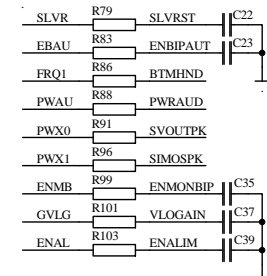 SLVR R79 SLVRST C22
EBAU R83 ENBIPAUT C23
FRQ1 R86 BTMHND
PWAU R88 PWRAUD
PWX0 R91 SVOUTPK
PWX1 R96 SIMOSPK
ENMB R99 ENMONBIP C35
GVLG R101 VLOGAIN C37
ENAL R103 ENALIM C39